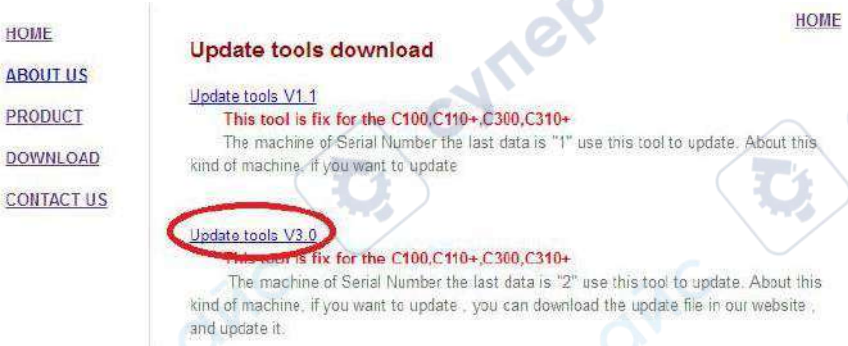 HOME
HOME
Update tools download
ABOUT US
Update tools V1.1
PRODUCT
This tool is fix for the C100,C110+,C300,C310+
The machine of Serial Number the last data is "1" use this tool to update. About this
DOWNLOAD
kind of machine, if you want to update
CONTACT US
Update tools V3.0
This tool is fix for the C100,C110+,C300,C310+
The machine of Serial Number the last data is "2" use this tool to update. About this
kind of machine, if you want to update , you can download the update file in our website ,
and update it.
супер
айс
айс